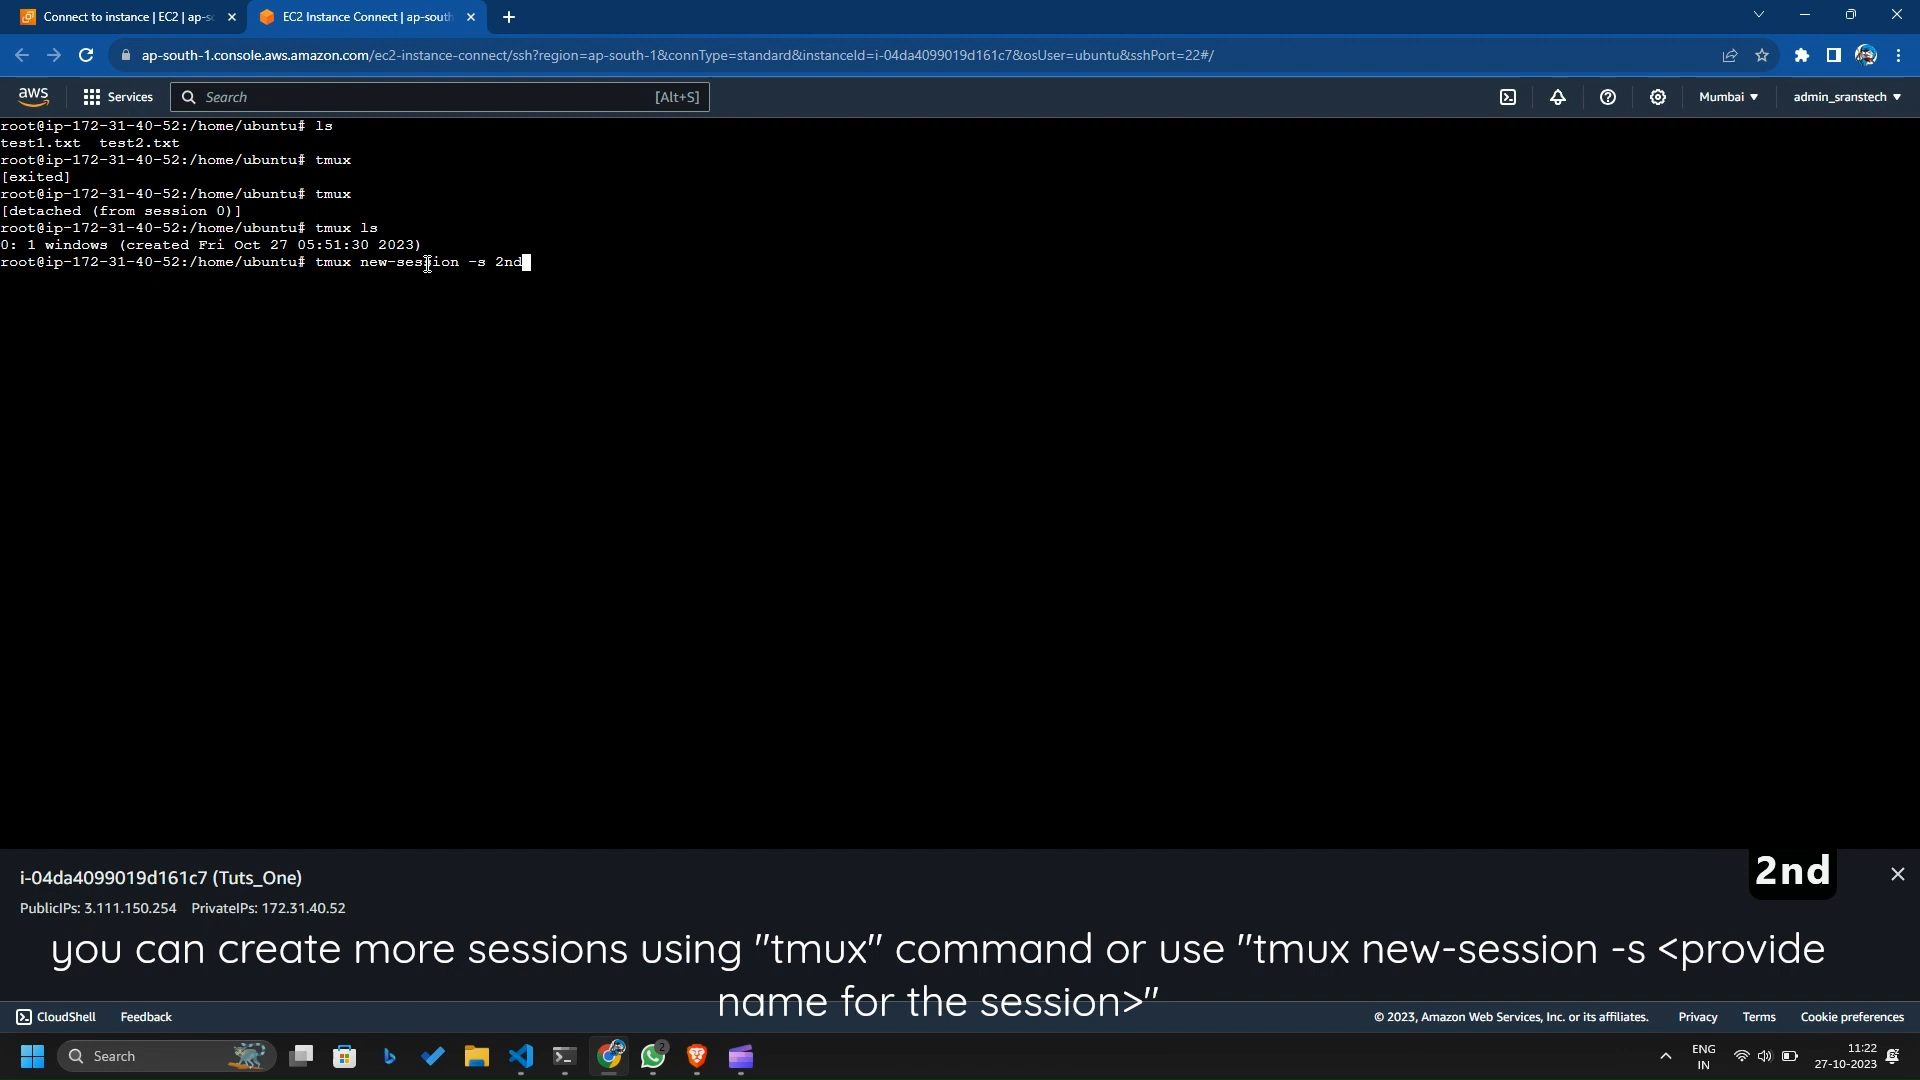 Connect to instance | EC2 | ap-s
EC2 Instance Connect | ap-south
ap-south-1.console.aws.amazon.com/ec2-instance-connect/ssh?region=ap-south-1&connType=standard&instanceId=i-04da4099019d161c7&osUser=ubuntu&sshPort=22#/
aws Services Search [Alt+S] Mumbai admin_sranstech
root@ip-172-31-40-52:/home/ubuntu# ls
test1.txt  test2.txt
root@ip-172-31-40-52:/home/ubuntu# tmux
[exited]
root@ip-172-31-40-52:/home/ubuntu# tmux
[detached (from session 0)]
root@ip-172-31-40-52:/home/ubuntu# tmux ls
0: 1 windows (created Fri Oct 27 05:51:30 2023)
root@ip-172-31-40-52:/home/ubuntu# tmux new-session -s 2nd
i-04da4099019d161c7 (Tuts_One)
2nd
PublicIPs: 3.111.150.254 PrivateIPs: 172.31.40.52
you can create more sessions using "tmux" command or use "tmux new-session -s <provide
name for the session>"
CloudShell Feedback © 2023, Amazon Web Services, Inc. or its affiliates. Privacy Terms Cookie preferences
Search
2
ENG
IN
11:22
27-10-2023